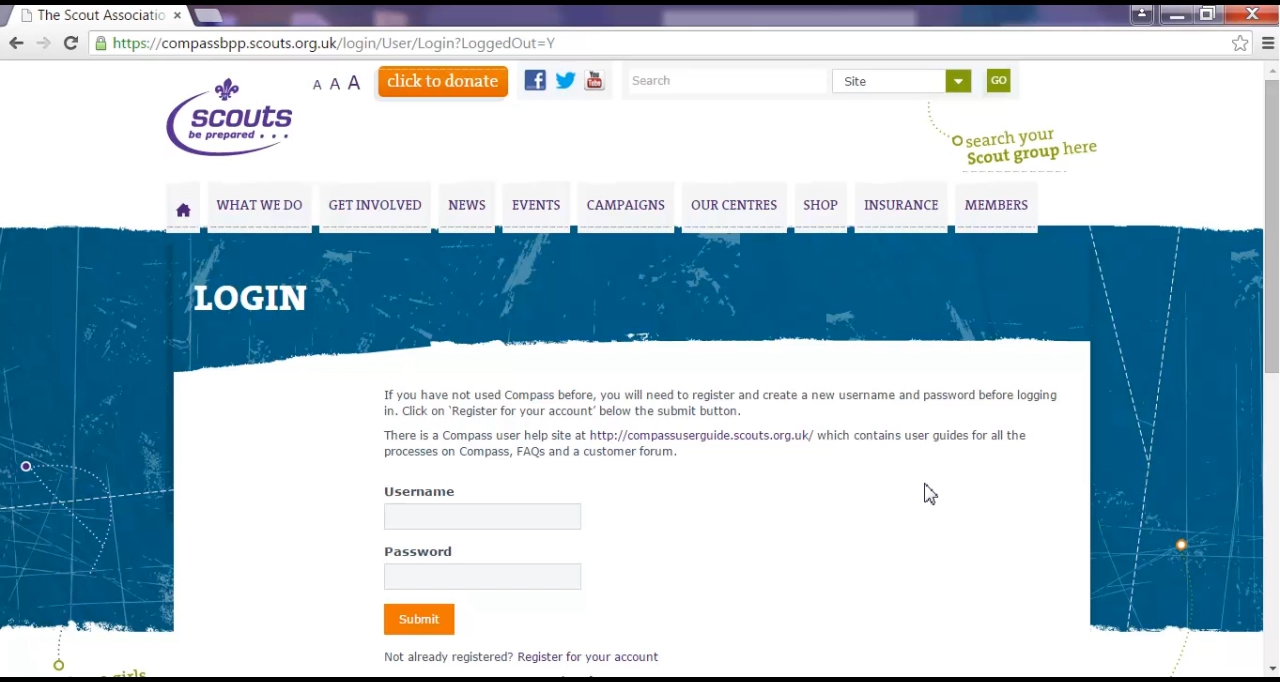 The Scout Associatio
https://compassbpp.scouts.org.uk/login/User/Login?LoggedOut=Y
scouts
be prepared . . .
A A A
click to donate
f
You Tube
Search
Site
GO
search your
Scout group here
WHAT WE DO GET INVOLVED NEWS EVENTS CAMPAIGNS OUR CENTRES SHOP INSURANCE MEMBERS
LOGIN
If you have not used Compass before, you will need to register and create a new username and password before logging
in. Click on 'Register for your account' below the submit button.
There is a Compass user help site at http://compassuserguide.scouts.org.uk/ which contains user guides for all the
processes on Compass, FAQs and a customer forum.
Username
Password
Submit
Not already registered? Register for your account
girls